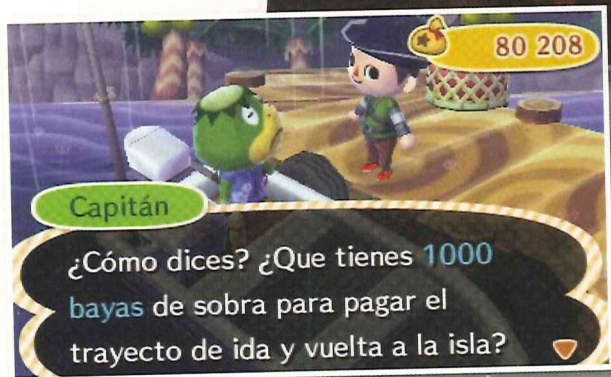 80 208
Capitán
¿Cómo dices? ¿Que tienes 1000
bayas de sobra para pagar el
trayecto de ida y vuelta a la isla?